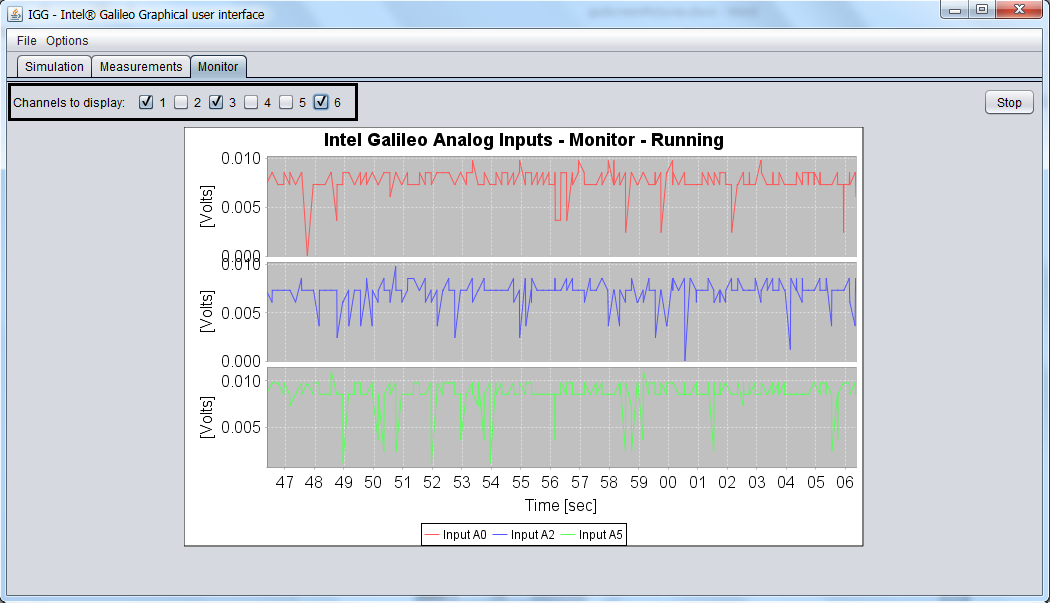 IGG - Intel® Galileo Graphical user interface
File Options
Simulation Measurements Monitor
Channels to display: 1 2 3 4 5 6 Stop
Intel Galileo Analog Inputs - Monitor - Running
0.010
[Volts]
0.005
0.000
0.010
[Volts]
0.005
0.000
0.010
[Volts]
0.005
47 48 49 50 51 52 53 54 55 56 57 58 59 00 01 02 03 04 05 06
Time [sec]
Input A0 Input A2 Input A5